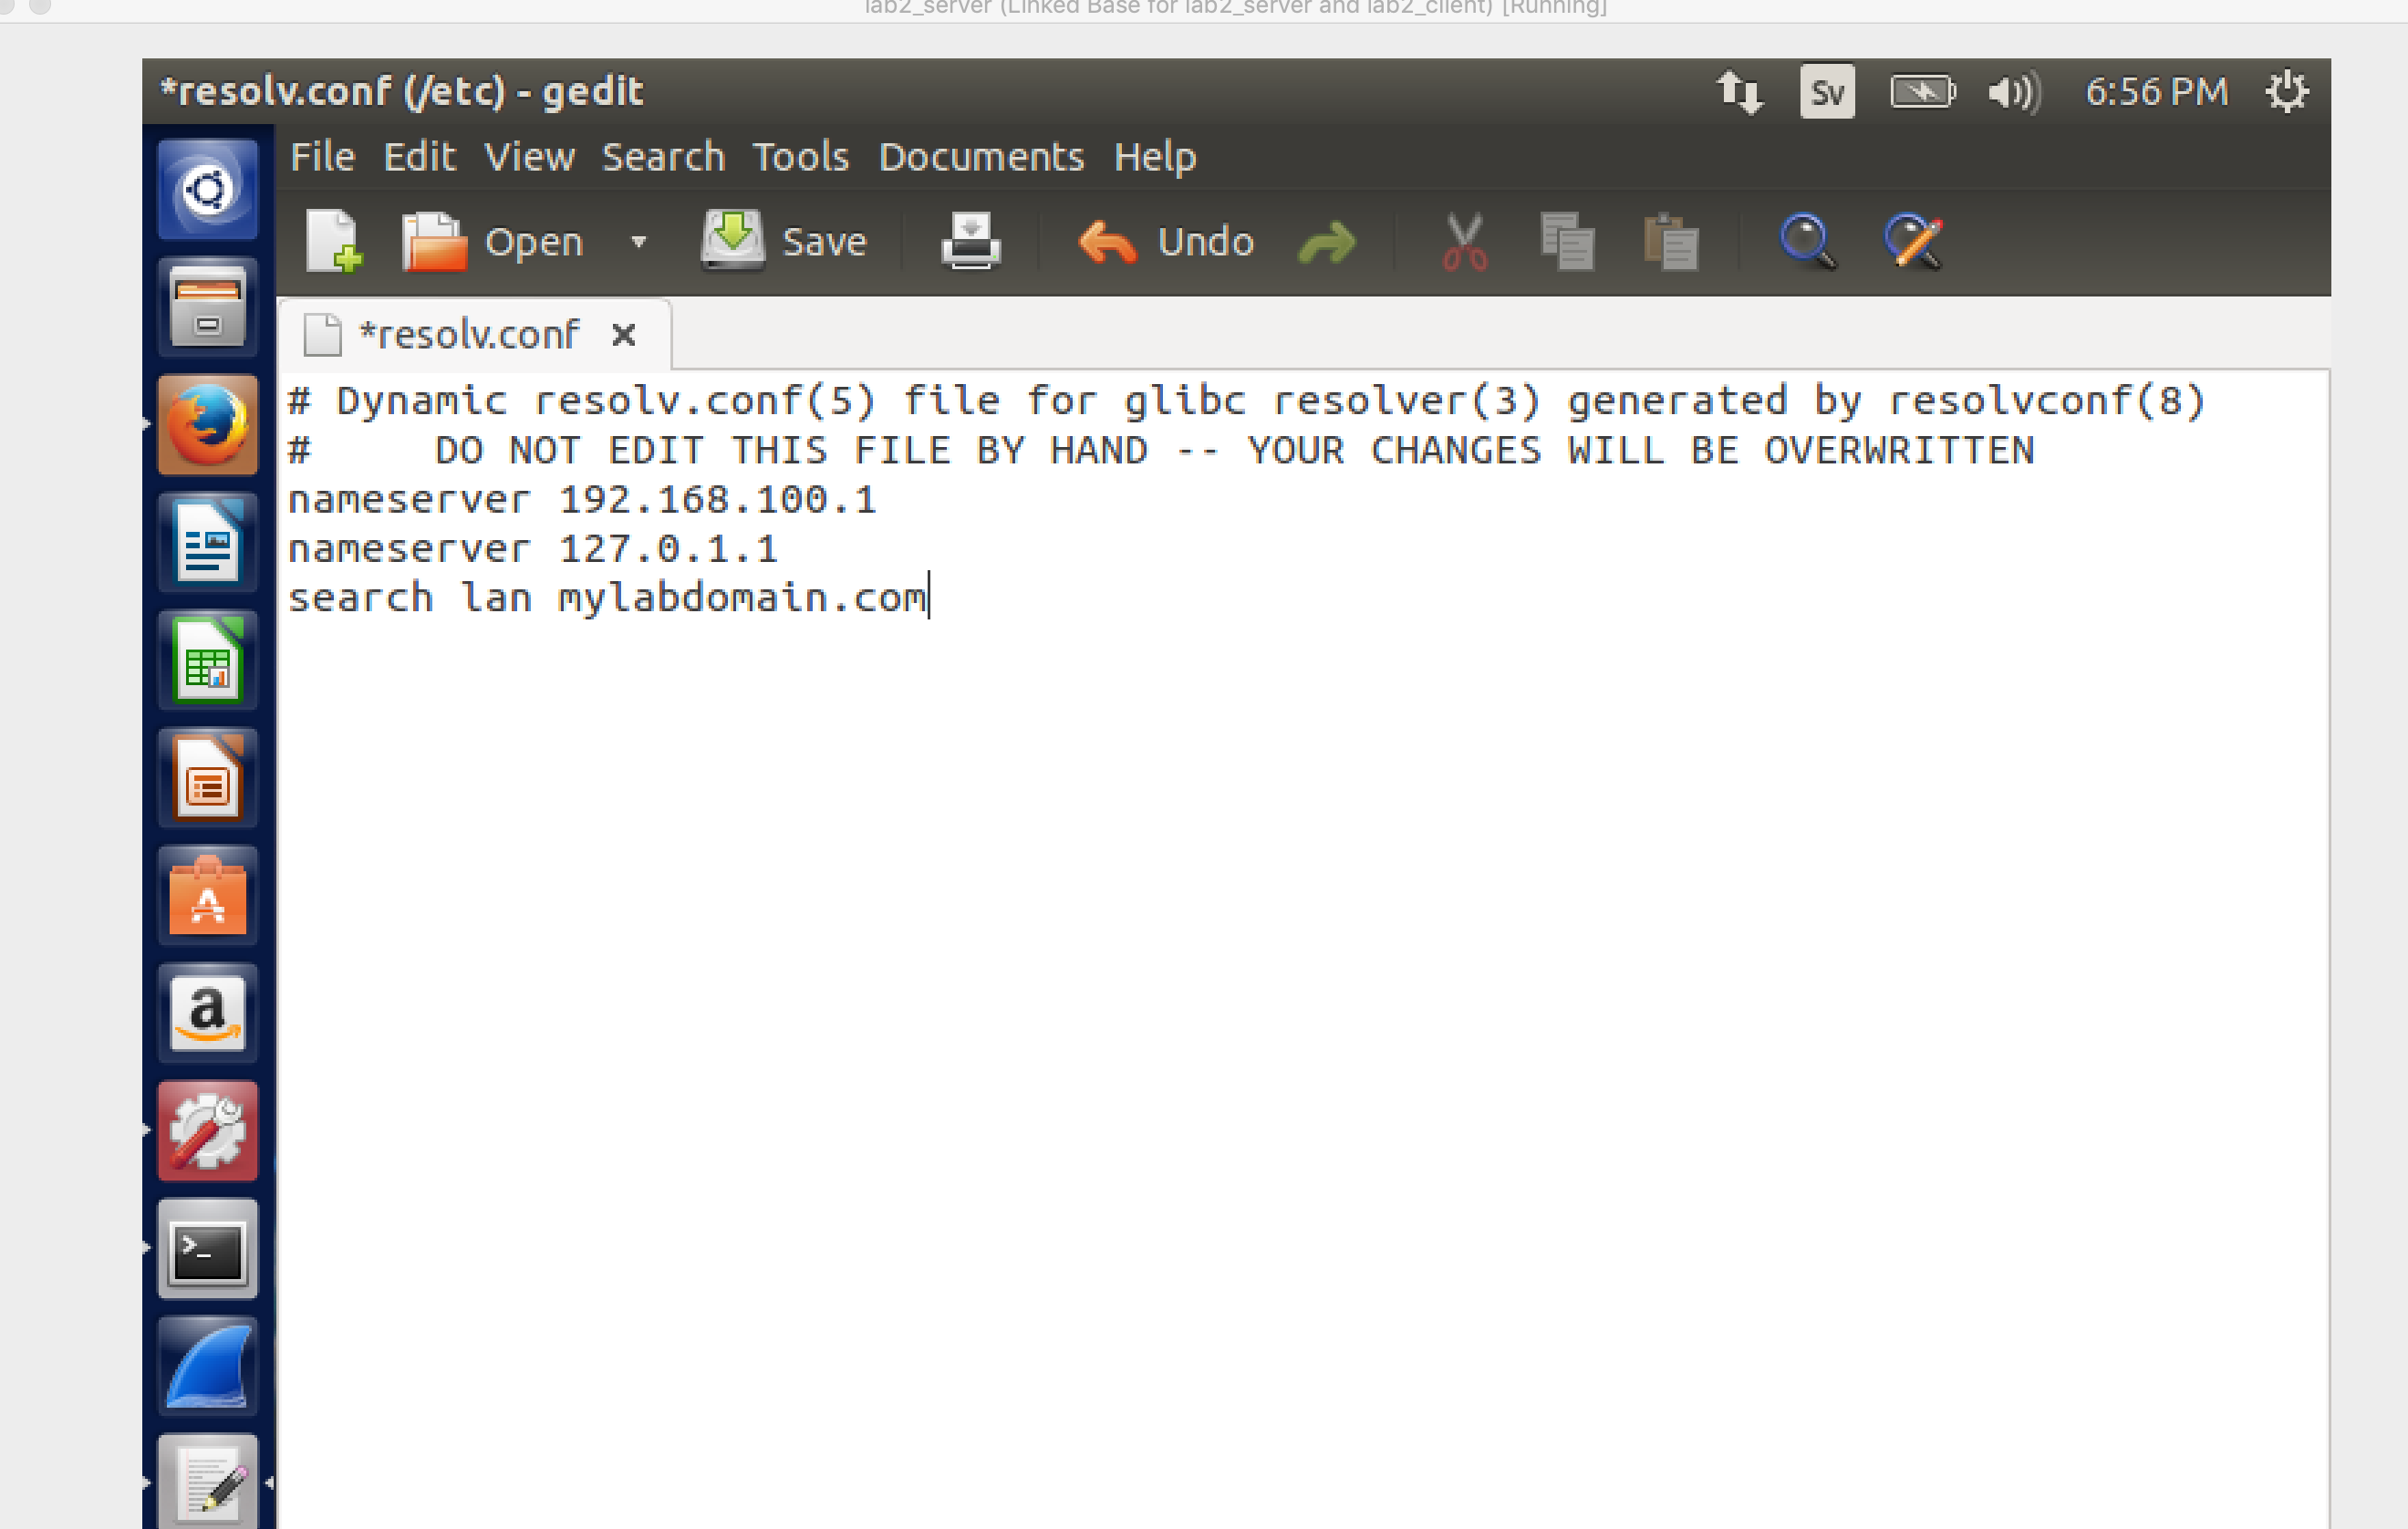 lab2_server (Linked Base for lab2_server and lab2_client) [Running]
*resolv.conf (/etc) - gedit
Sv
6:56 PM
File Edit View Search Tools Documents Help
Open Save Undo
*resolv.conf
# Dynamic resolv.conf(5) file for glibc resolver(3) generated by resolvconf(8)
#     DO NOT EDIT THIS FILE BY HAND -- YOUR CHANGES WILL BE OVERWRITTEN
nameserver 192.168.100.1
nameserver 127.0.1.1
search lan mylabdomain.com